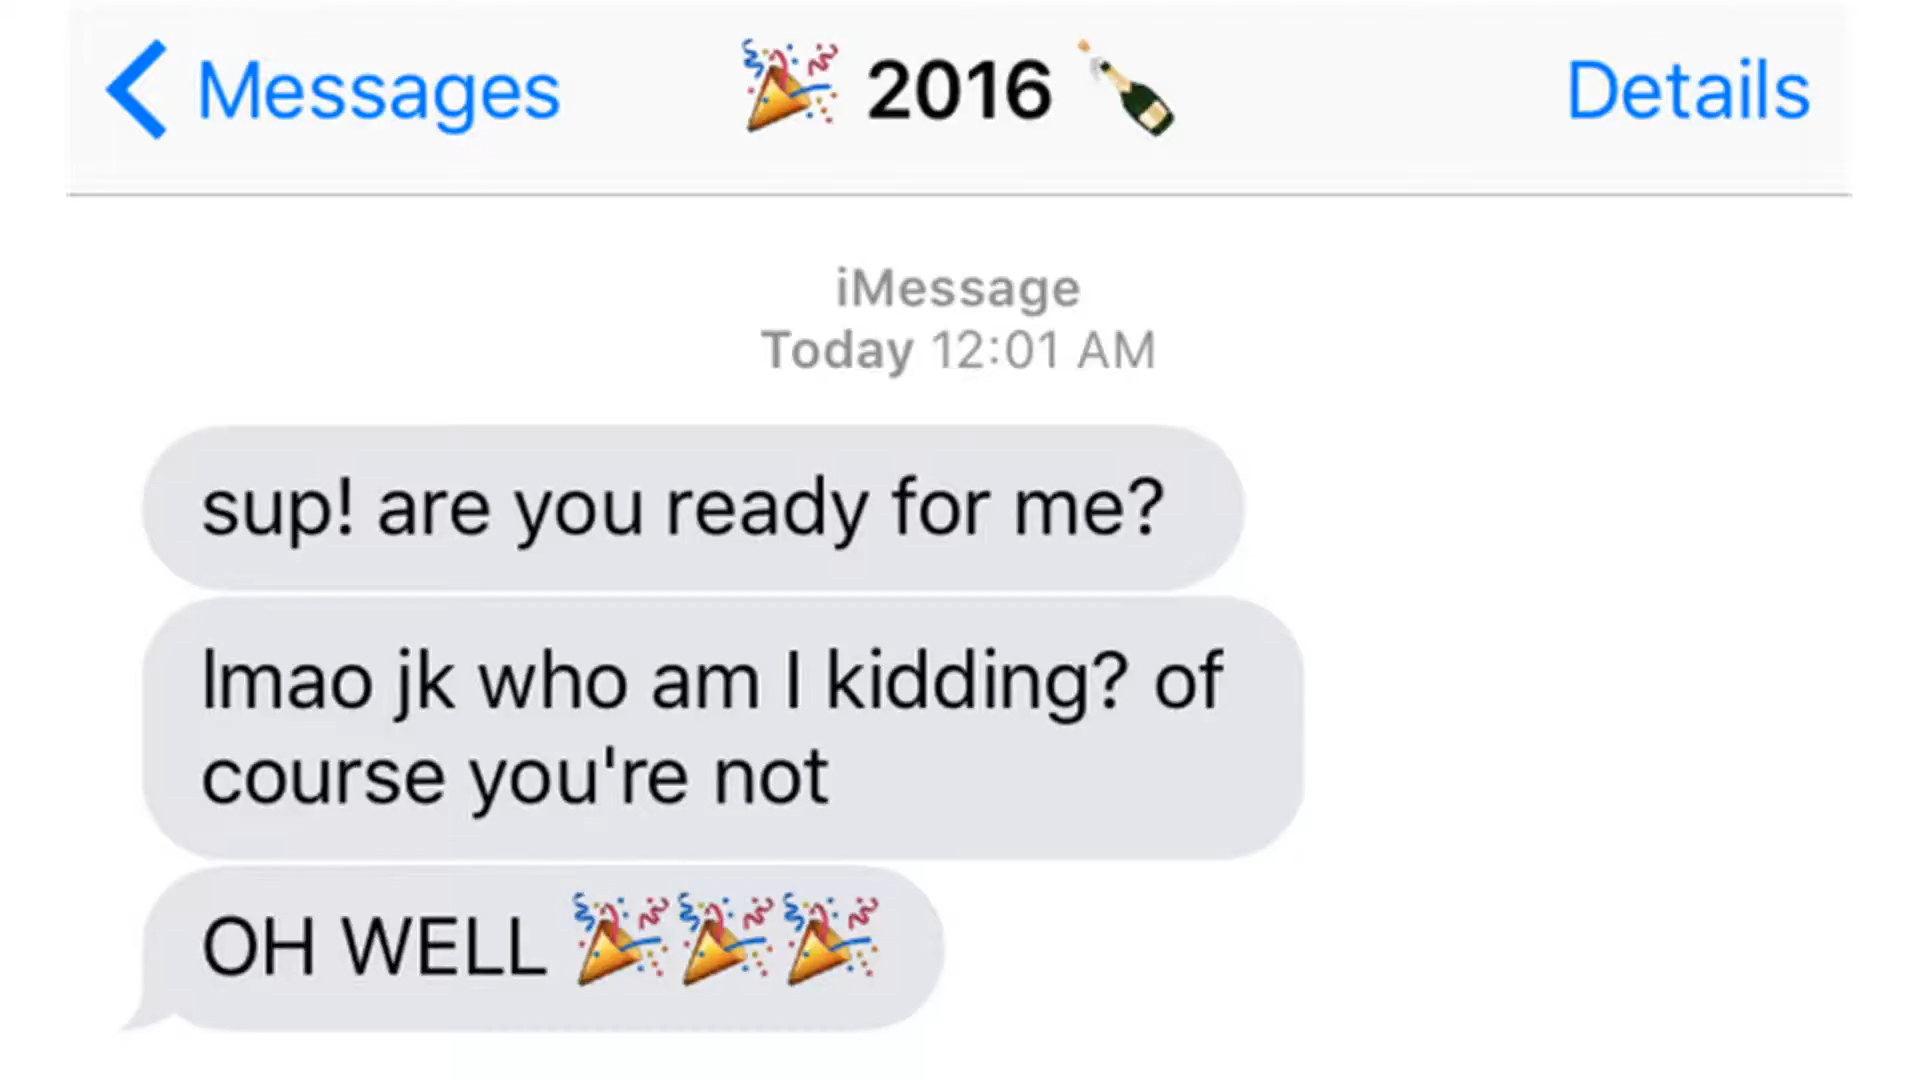 Messages 🎉 2016 🍾 Details
iMessage
Today 12:01 AM
sup! are you ready for me?
lmao jk who am I kidding? of
course you're not
OH WELL 🎉🎉🎉